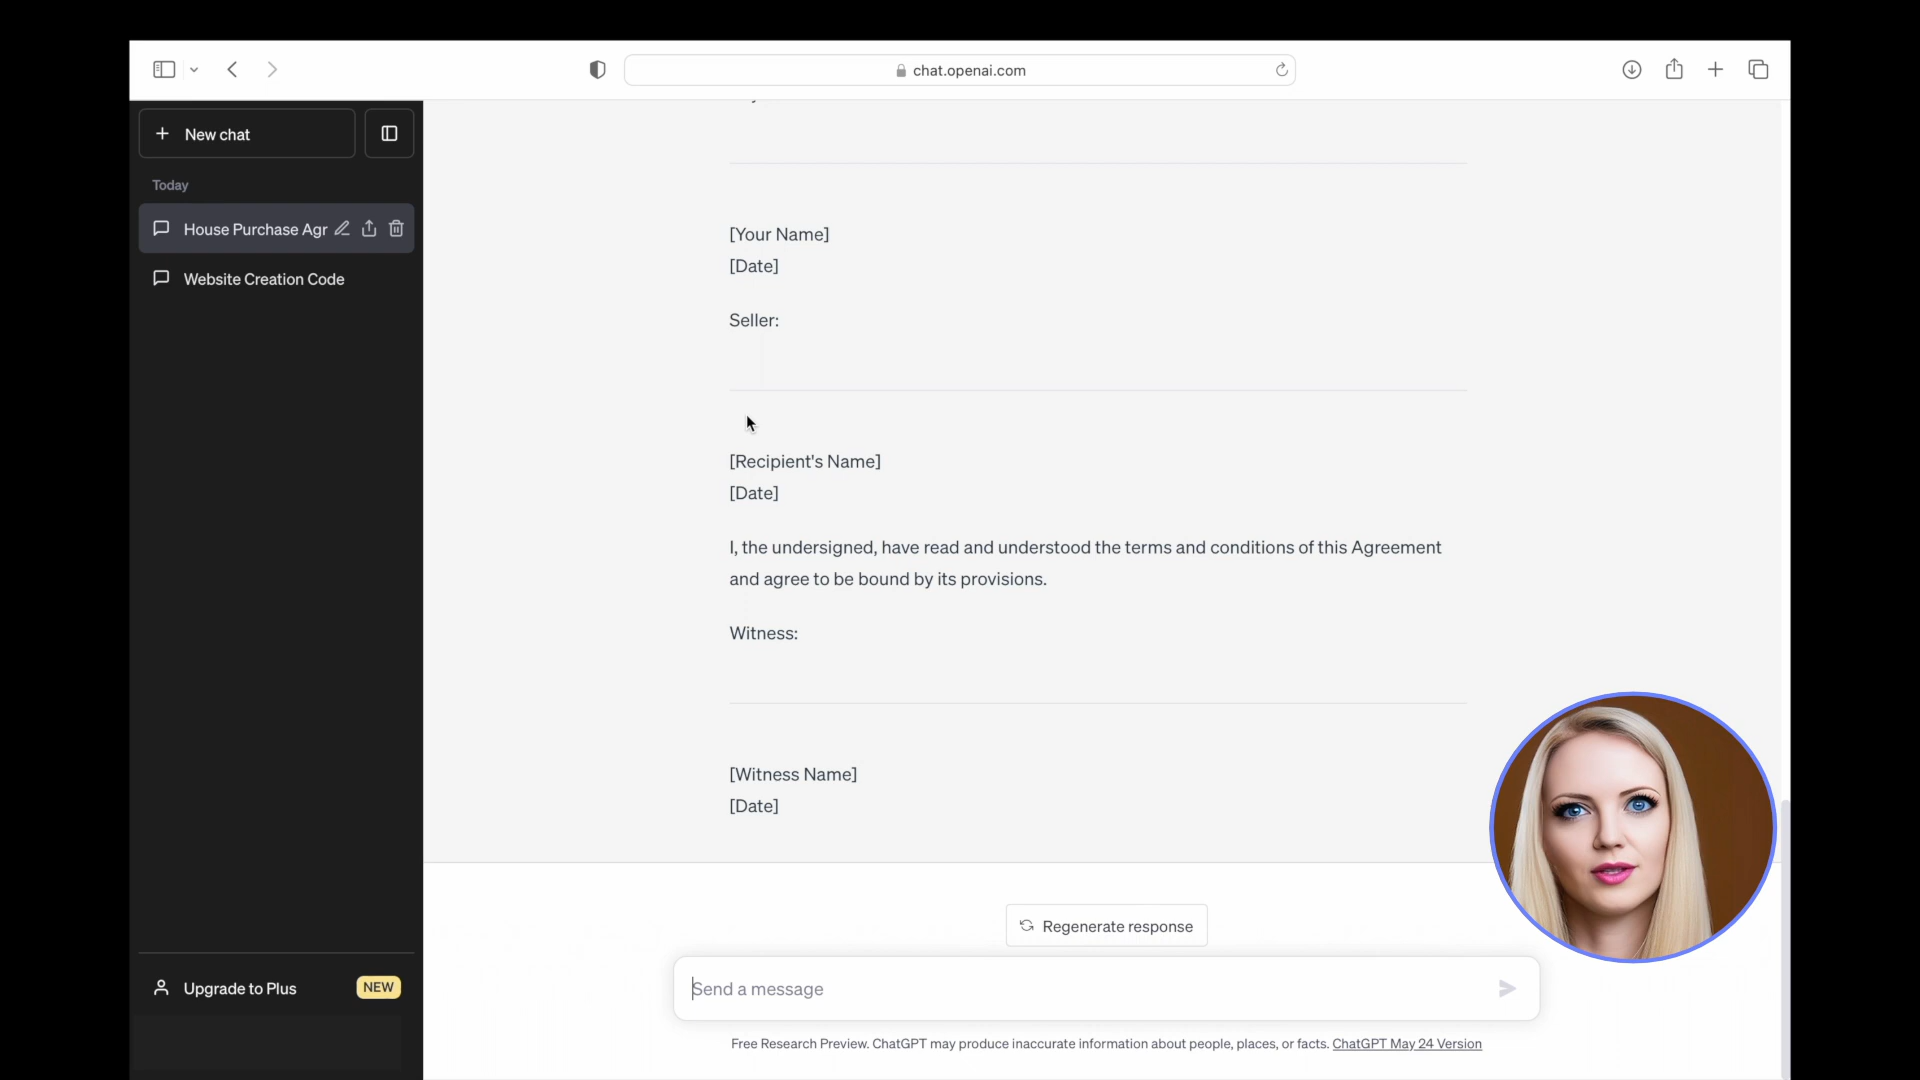 chat.openai.com
New chat
Today
House Purchase Agr
Website Creation Code
[Your Name]
[Date]
Seller:
[Recipient's Name]
[Date]
I, the undersigned, have read and understood the terms and conditions of this Agreement
and agree to be bound by its provisions.
Witness:
[Witness Name]
[Date]
Regenerate response
Upgrade to Plus NEW
Send a message
Free Research Preview. ChatGPT may produce inaccurate information about people, places, or facts. ChatGPT May 24 Version